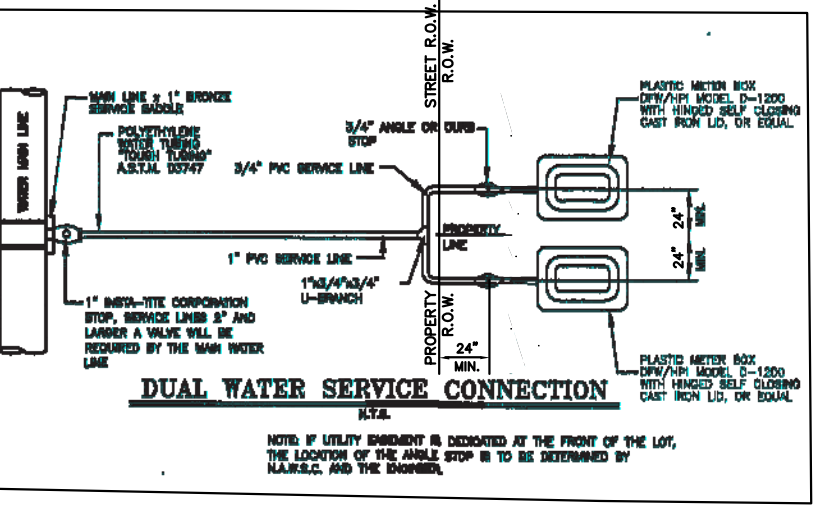 STREET R.O.W.
R.O.W.
MAIN LINE x 1" BRONZE
SERVICE SADDLE
WATER MAIN LINE
POLYETHYLENE
WATER TUBING
"TOUGH TUBING"
A.S.T.M. D3747
3/4" ANGLE OR CURB
STOP
3/4" PVC SERVICE LINE
PLASTIC METER BOX
DFW/HPI MODEL D-1200
WITH HINGED SELF CLOSING
CAST IRON LID, OR EQUAL
24"
MIN.
24"
MIN.
PROPERTY
LINE
1" PVC SERVICE LINE
1"x3/4"x3/4"
U-BRANCH
1" INSTA-TITE CORPORATION
STOP, SERVICE LINES 2" AND
LARGER A VALVE WILL BE
REQUIRED BY THE MAIN WATER
LINE
PROPERTY
R.O.W.
24"
MIN.
PLASTIC METER BOX
DFW/HPI MODEL D-1200
WITH HINGED SELF CLOSING
CAST IRON LID, OR EQUAL
DUAL WATER SERVICE CONNECTION
N.T.S.
NOTE: IF UTILITY EASEMENT IS DEDICATED AT THE FRONT OF THE LOT,
THE LOCATION OF THE ANGLE STOP IS TO BE DETERMINED BY
N.A.W.S.C. AND THE ENGINEER.